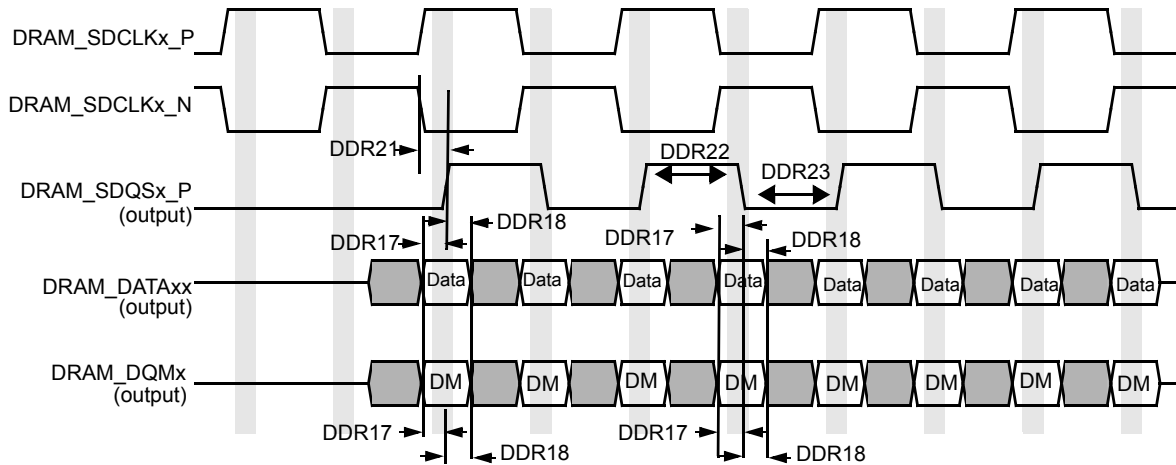 DRAM_SDCLKx_P
DRAM_SDCLKx_N
DDR21
DDR22
DDR23
DRAM_SDQSx_P
(output)
DDR18
DDR17
DDR17
DDR18
DRAM_DATAxx
(output)
Data Data Data Data Data Data Data Data
DRAM_DQMx
(output)
DM DM DM DM DM DM DM DM
DDR17
DDR17
DDR18
DDR18